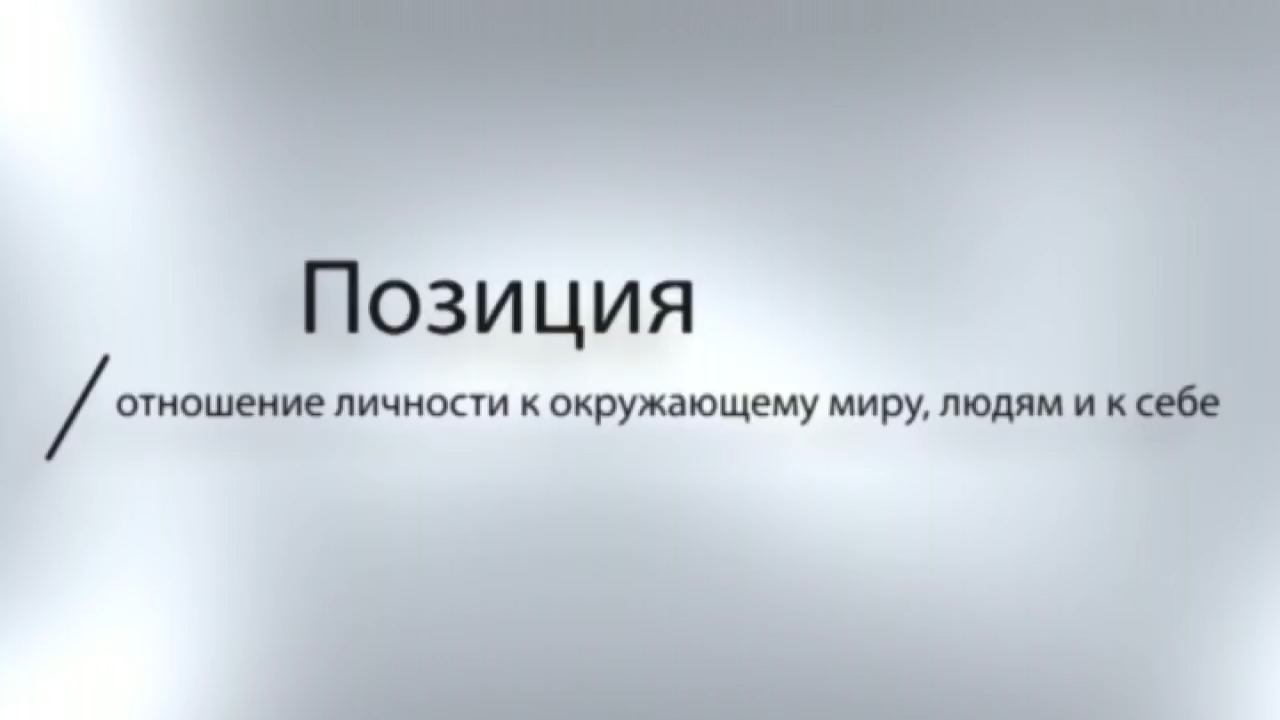 Позиция
отношение личности к окружающему миру, людям и к себе